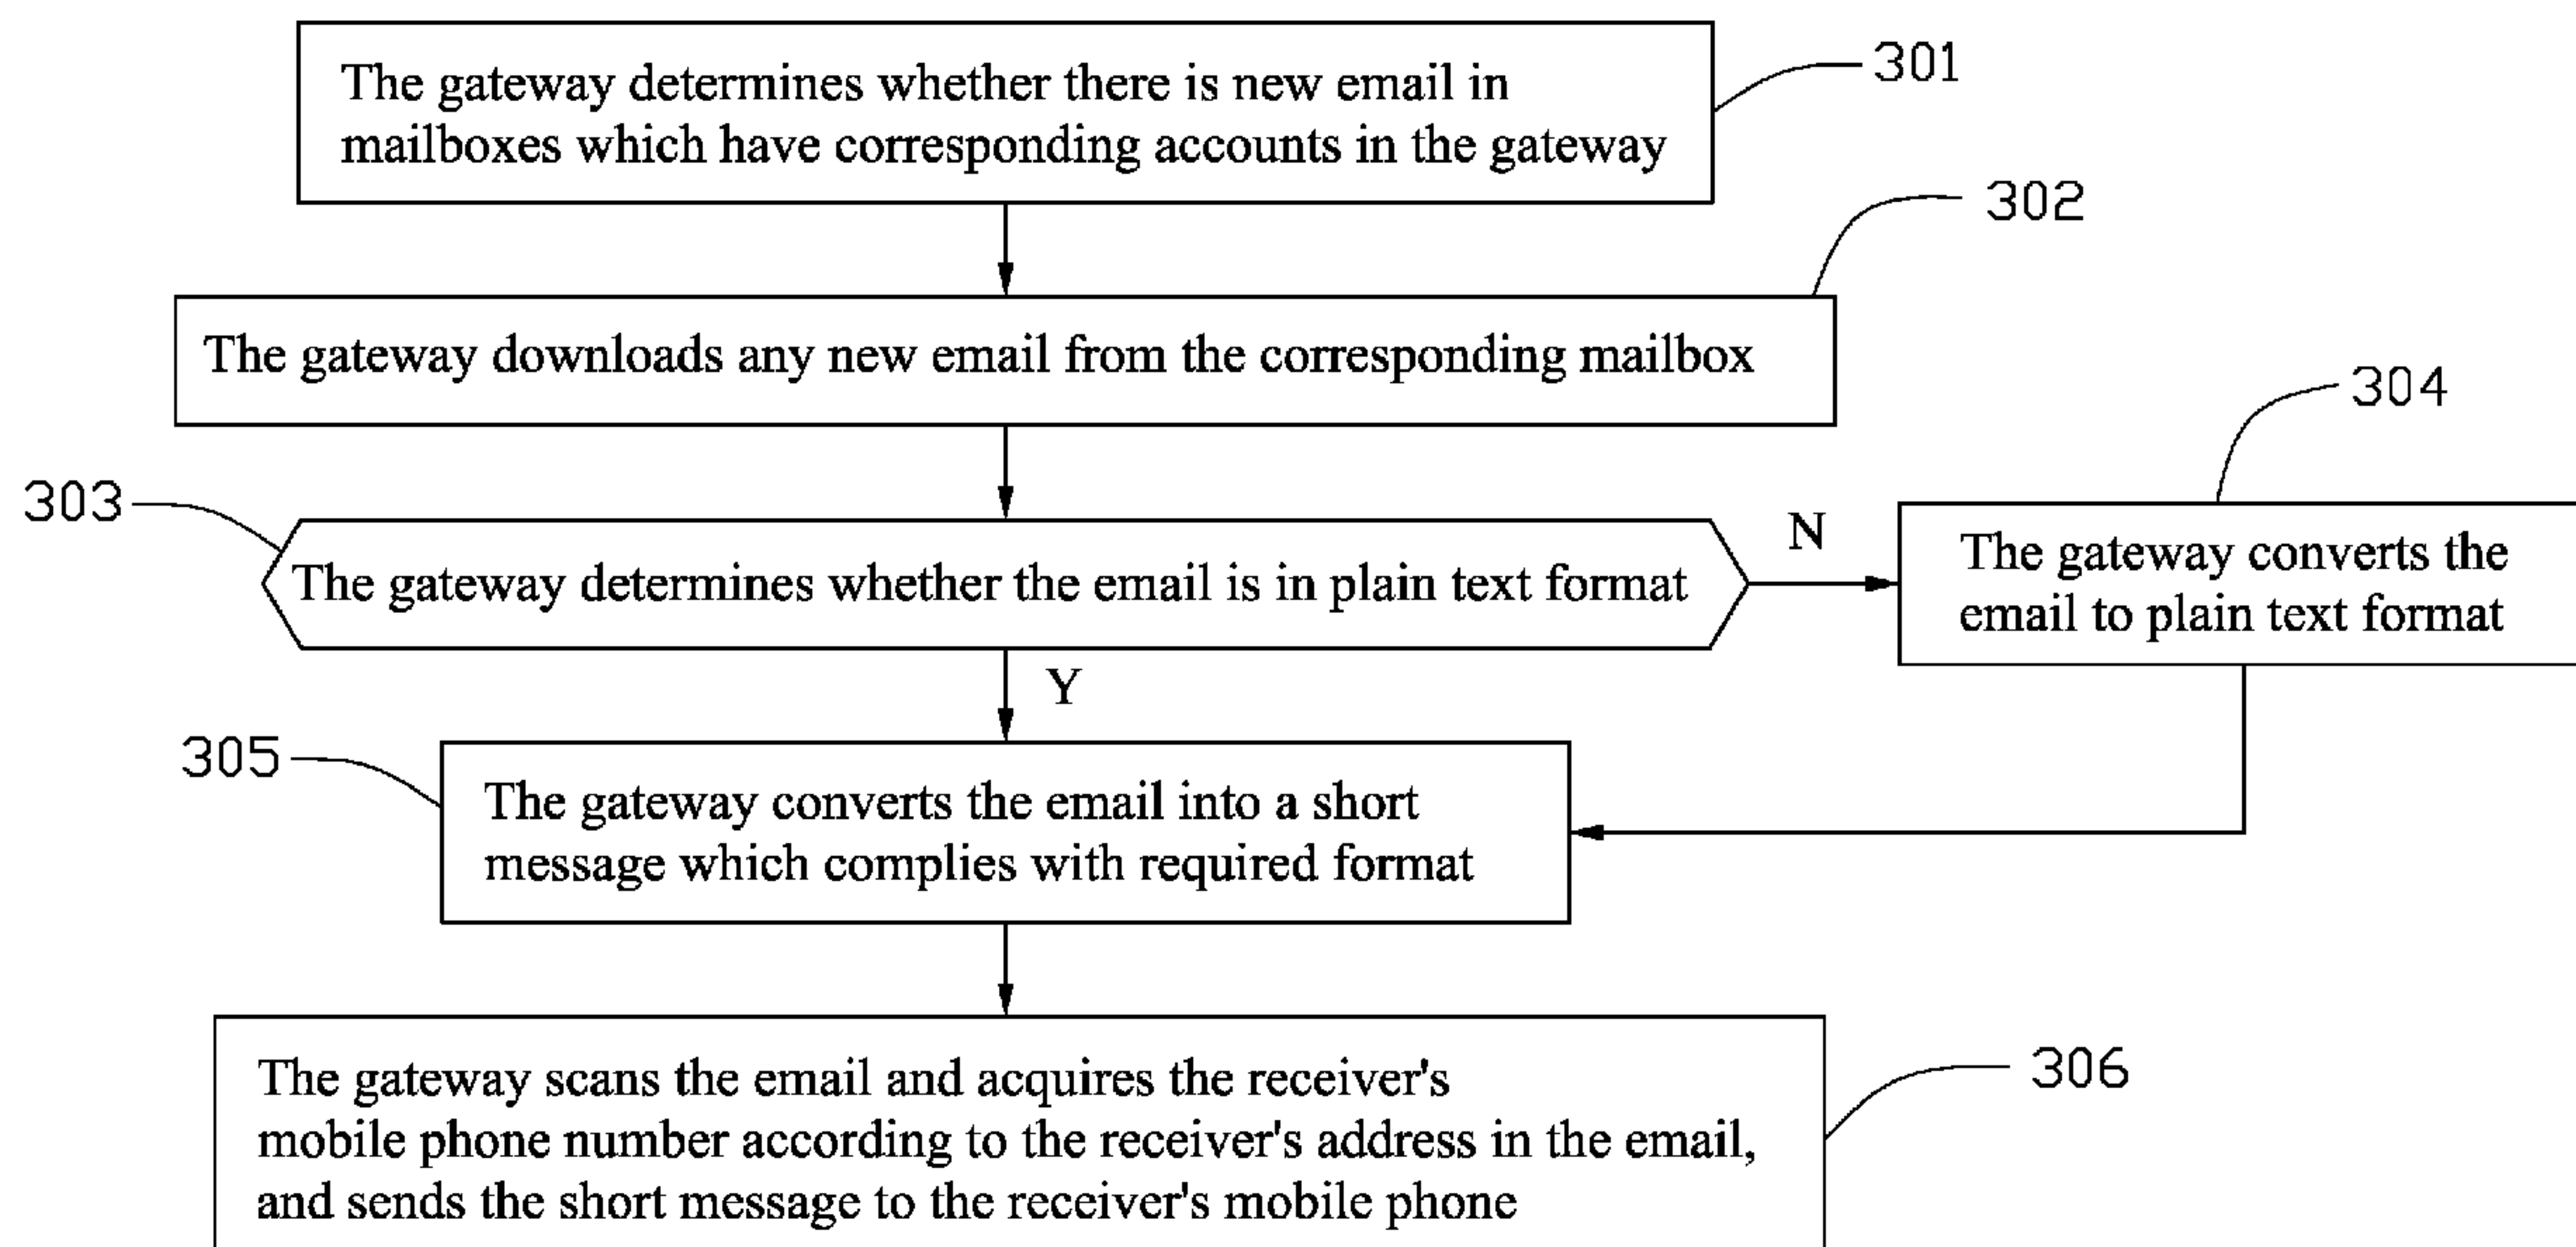 The gateway determines whether there is new email in
mailboxes which have corresponding accounts in the gateway
301
302
The gateway downloads any new email from the corresponding mailbox
304
303
The gateway determines whether the email is in plain text format
N
The gateway converts the
email to plain text format
Y
305
The gateway converts the email into a short
message which complies with required format
The gateway scans the email and acquires the receiver's
mobile phone number according to the receiver's address in the email,
and sends the short message to the receiver's mobile phone
306